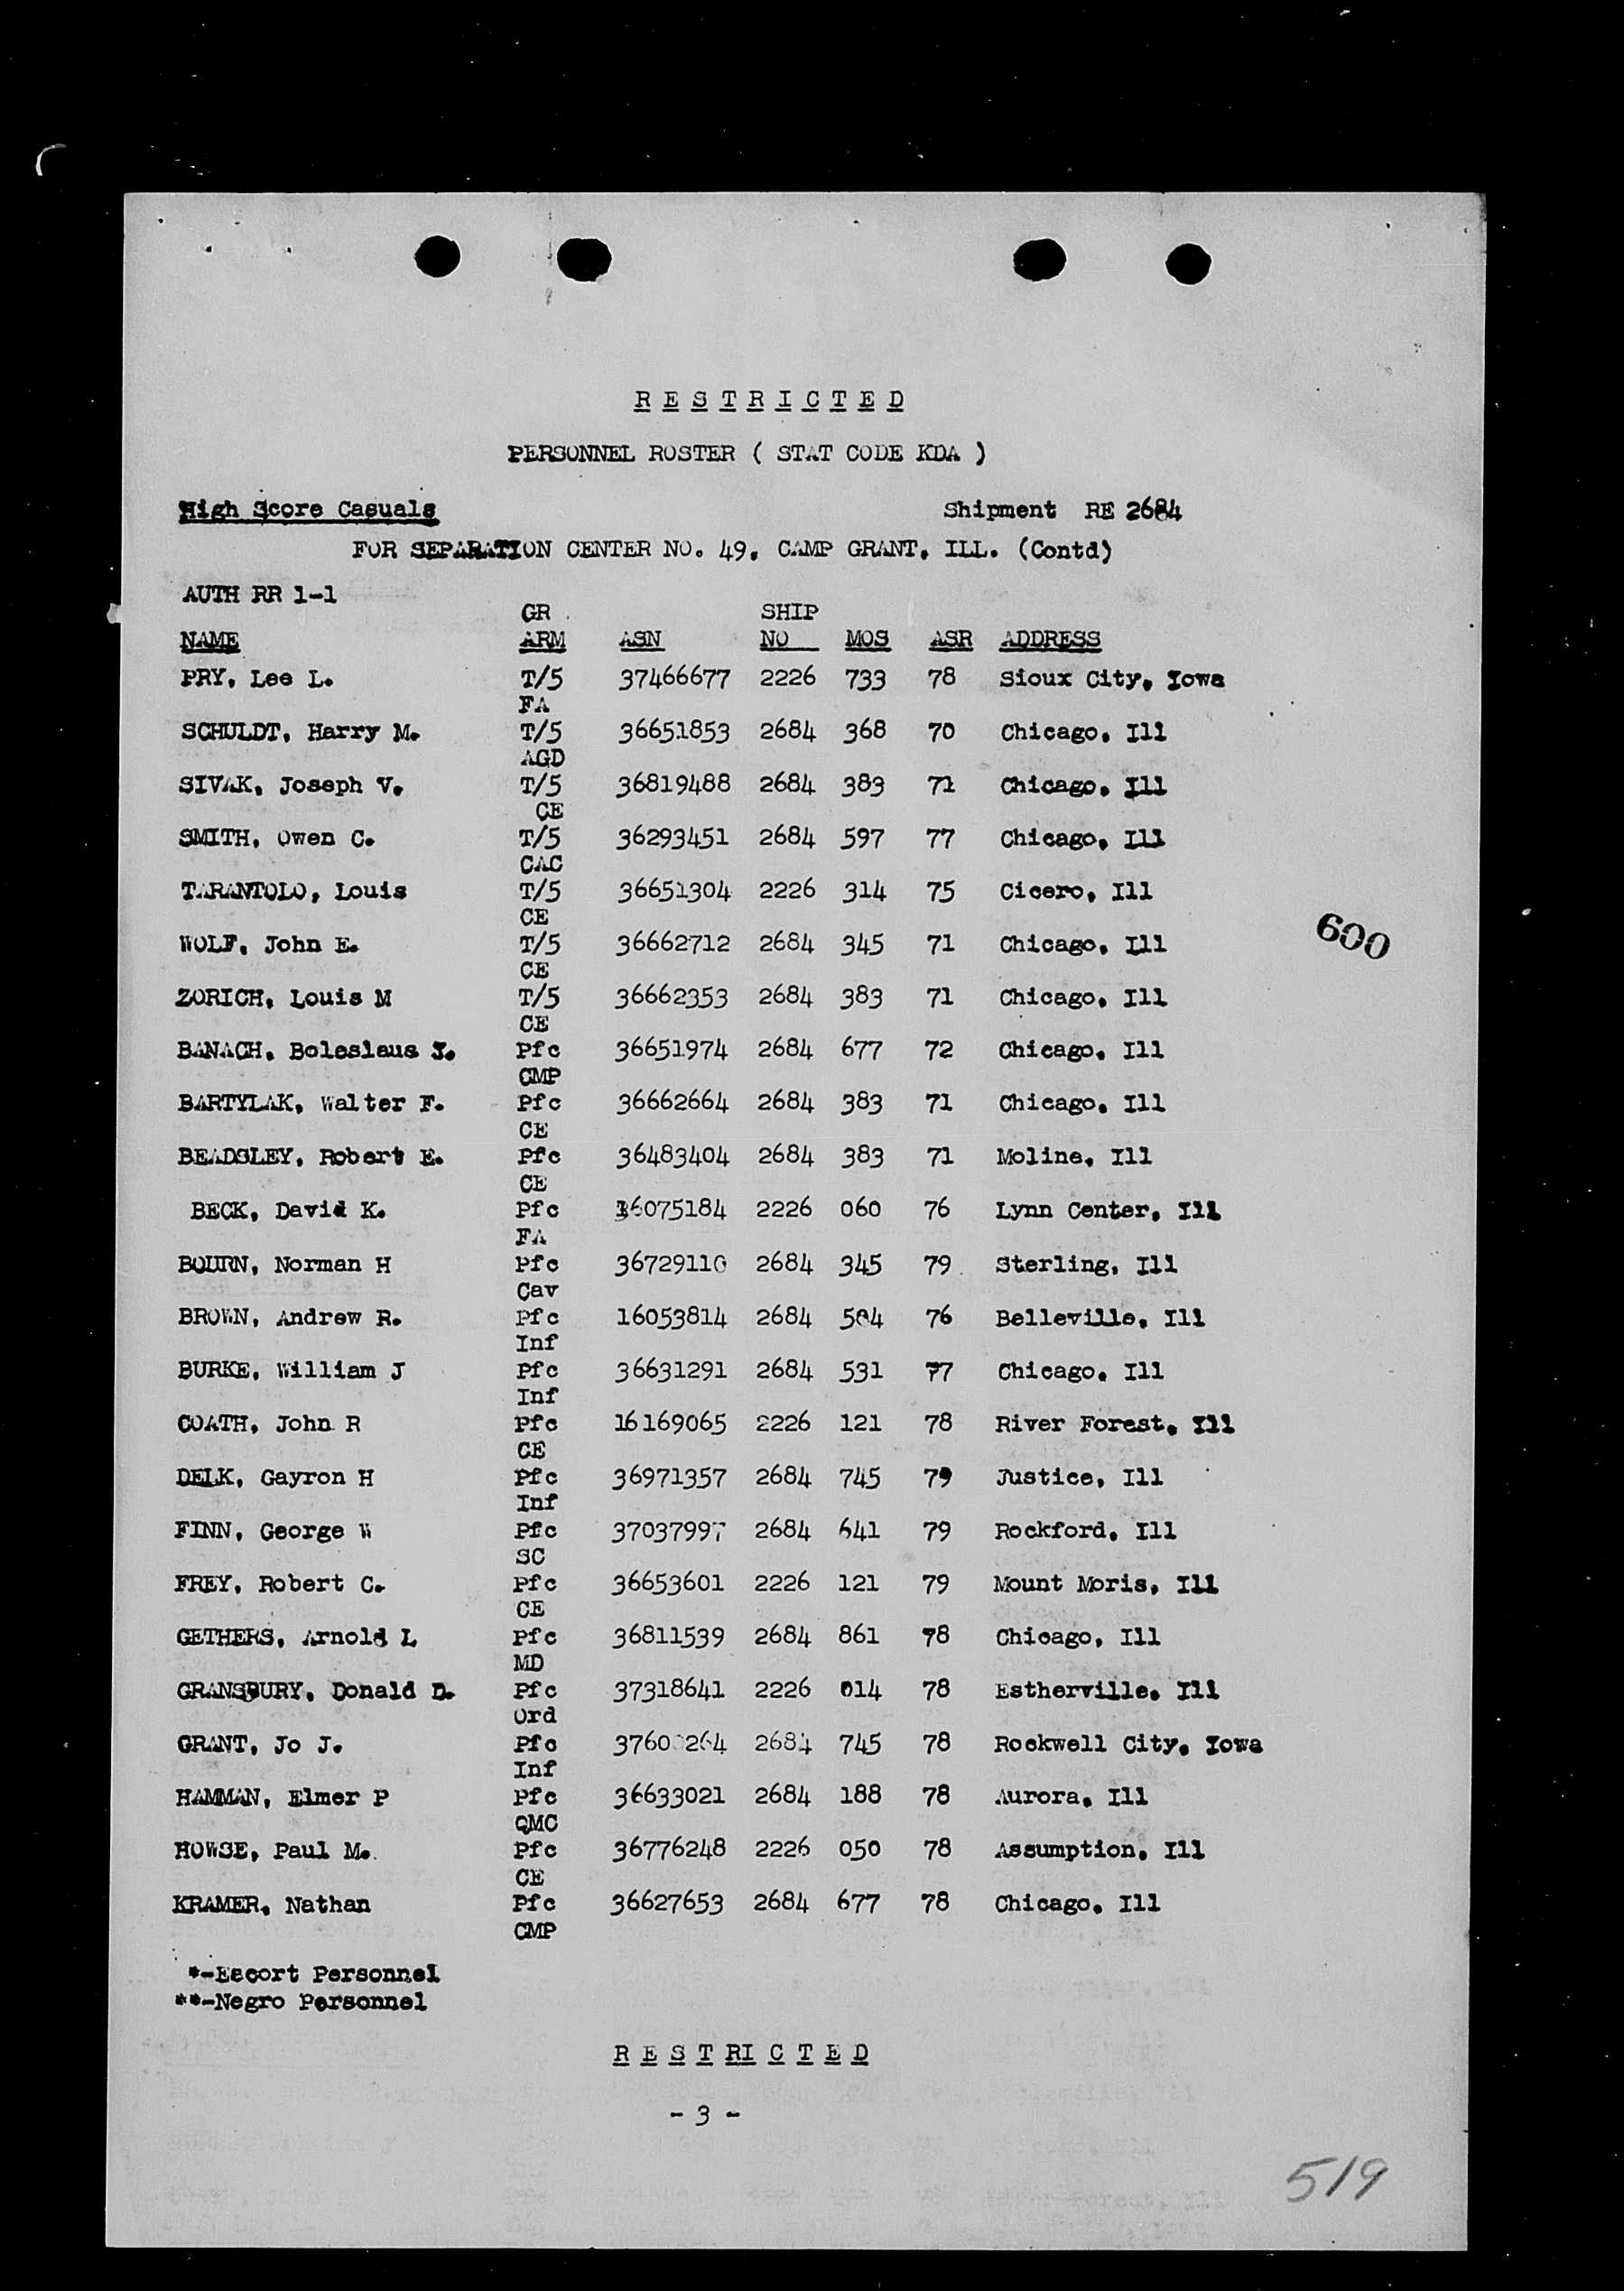 R E S T R I C T E D
PERSONNEL ROSTER ( STAT CODE KDA )
High Score Casuals Shipment RE 2684
FOR SEPARATION CENTER NO. 49, CAMP GRANT, ILL. (Contd)
AUTH RR 1-1
GR SHIP
NAME ARM ASN NO MOS ASR ADDRESS
PRY, Lee L. T/5 37466677 2226 733 78 Sioux City, Iowa
FA
SCHULDT, Harry M. T/5 36651853 2684 368 70 Chicago, Ill
AGD
SIVAK, Joseph V. T/5 36819488 2684 383 71 Chicago, Ill
CE
SMITH, Owen C. T/5 36293451 2684 597 77 Chicago, Ill
CAC
TARANTOLO, Louis T/5 36651304 2226 314 75 Cicero, Ill
CE
WOLF, John E. T/5 36662712 2684 345 71 Chicago, Ill
600
CE
ZORICH, Louis M T/5 36662353 2684 383 71 Chicago, Ill
CE
BANACH, Boleslaus J. Pfc 36651974 2684 677 72 Chicago, Ill
CMP
BARTYLAK, Walter F. Pfc 36662664 2684 383 71 Chicago, Ill
CE
BEADSLEY, Robert E. Pfc 36483404 2684 383 71 Moline, Ill
CE
BECK, David K. Pfc 36075184 2226 060 76 Lynn Center, Ill
FA
BOURN, Norman H Pfc 36729110 2684 345 79 Sterling, Ill
Cav
BROWN, Andrew R. Pfc 16053814 2684 504 76 Belleville, Ill
Inf
BURKE, William J Pfc 36631291 2684 531 77 Chicago, Ill
Inf
COATH, John R Pfc 16169065 2226 121 78 River Forest, Ill
CE
DELK, Gayron H Pfc 36971357 2684 745 79 Justice, Ill
Inf
FINN, George W Pfc 37037997 2684 641 79 Rockford, Ill
SC
FREY, Robert C. Pfc 36653601 2226 121 79 Mount Moris, Ill
CE
GETHERS, Arnold L Pfc 36811539 2684 861 78 Chicago, Ill
MD
GRANSBURY, Donald D. Pfc 37318641 2226 014 78 Estherville, Ill
Ord
GRANT, Jo J. Pfc 2684 745 78 Rockwell City, Iowa
Inf
HAMMAN, Elmer P Pfc 36633021 2684 188 78 Aurora, Ill
QMC
HOWSE, Paul M. Pfc 36776248 2226 050 78 Assumption, Ill
CE
KRAMER, Nathan Pfc 36627653 2684 677 78 Chicago, Ill
CMP
*-Escort Personnel
**-Negro Personnel
R E S T RI C T E D
- 3 -
519